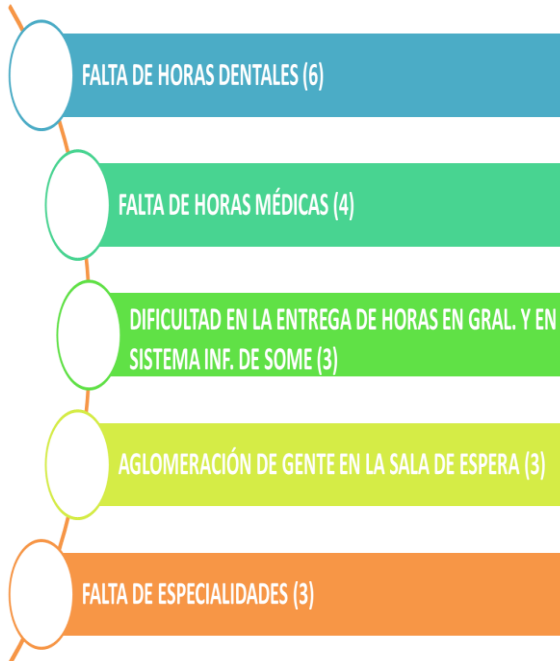 FALTA DE HORAS DENTALES (6)
FALTA DE HORAS MÉDICAS (4)
DIFICULTAD EN LA ENTREGA DE HORAS EN GRAL. Y EN
SISTEMA INF. DE SOME (3)
AGLOMERACIÓN DE GENTE EN LA SALA DE ESPERA (3)
FALTA DE ESPECIALIDADES (3)